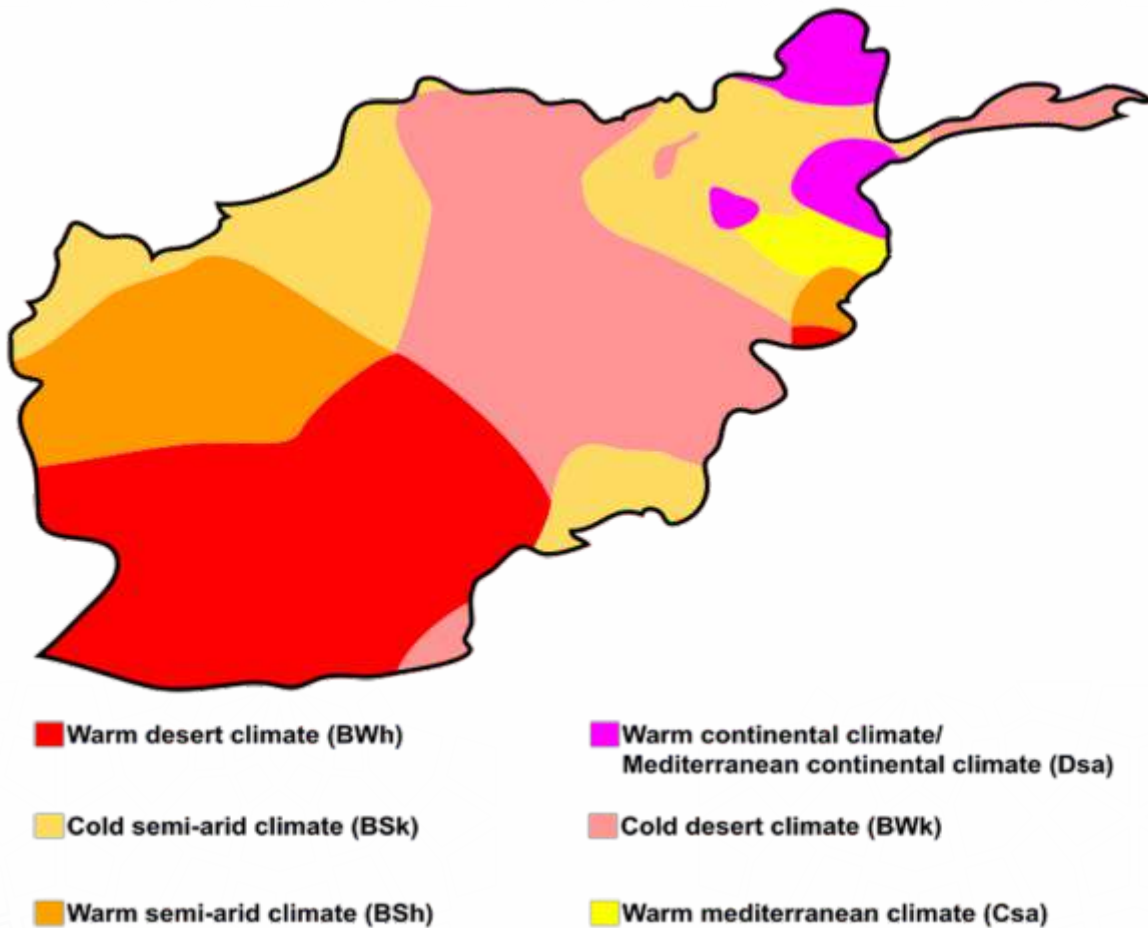 Warm desert climate (BWh)
Cold semi-arid climate (BSk)
Warm semi-arid climate (BSh)
Warm continental climate/
Mediterranean continental climate (Dsa)
Cold desert climate (BWk)
Warm mediterranean climate (Csa)